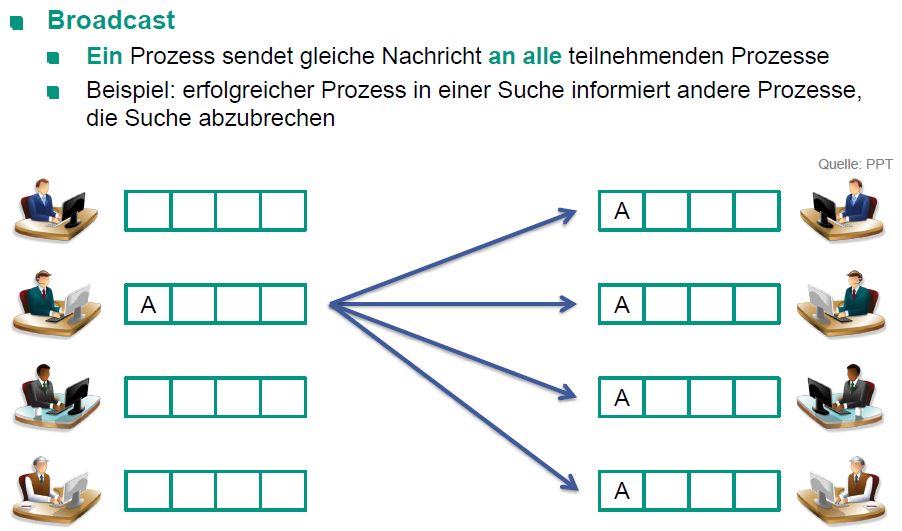 Broadcast
Ein Prozess sendet gleiche Nachricht an alle teilnehmenden Prozesse
Beispiel: erfolgreicher Prozess in einer Suche informiert andere Prozesse,
die Suche abzubrechen
Quelle: PPT
A
A
A
A
A